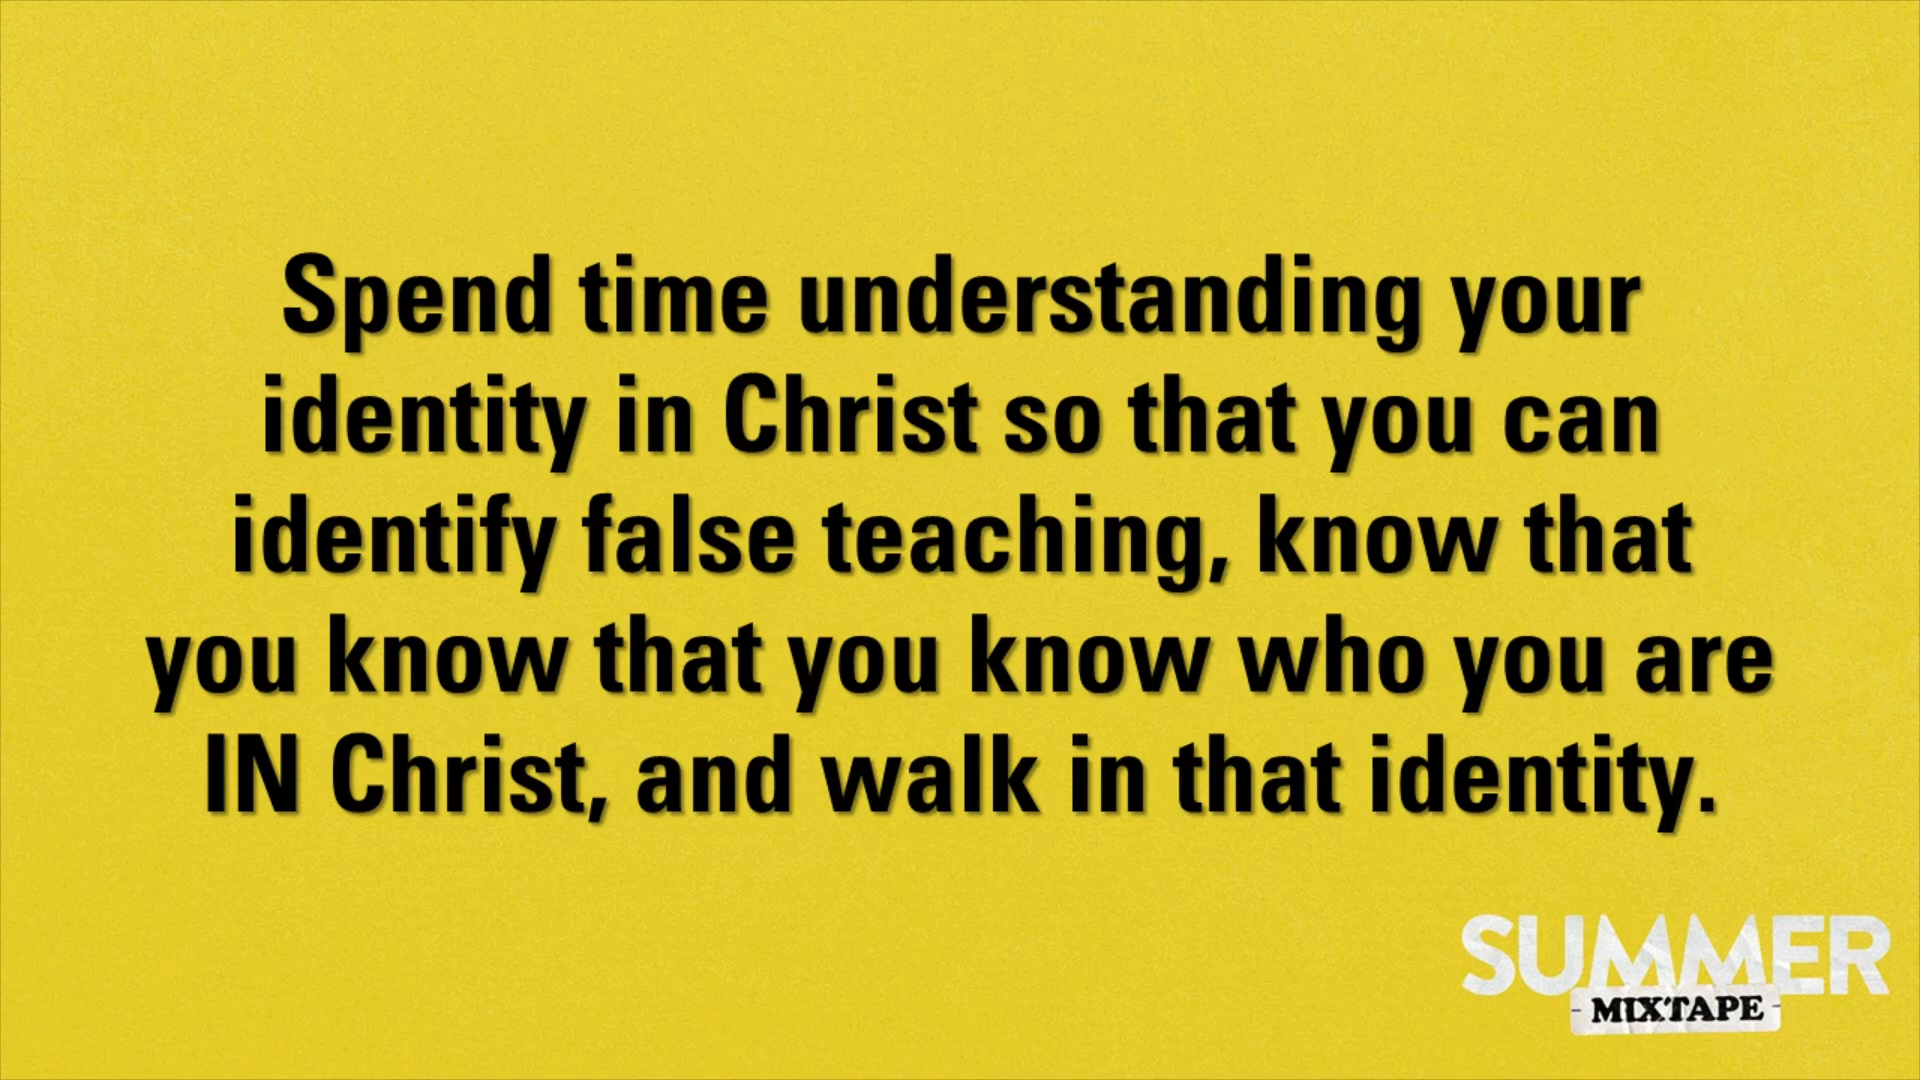 Spend time understanding your
identity in Christ so that you can
identify false teaching, know that
you know that you know who you are
IN Christ, and walk in that identity.
SUMMER
- MIXTAPE -